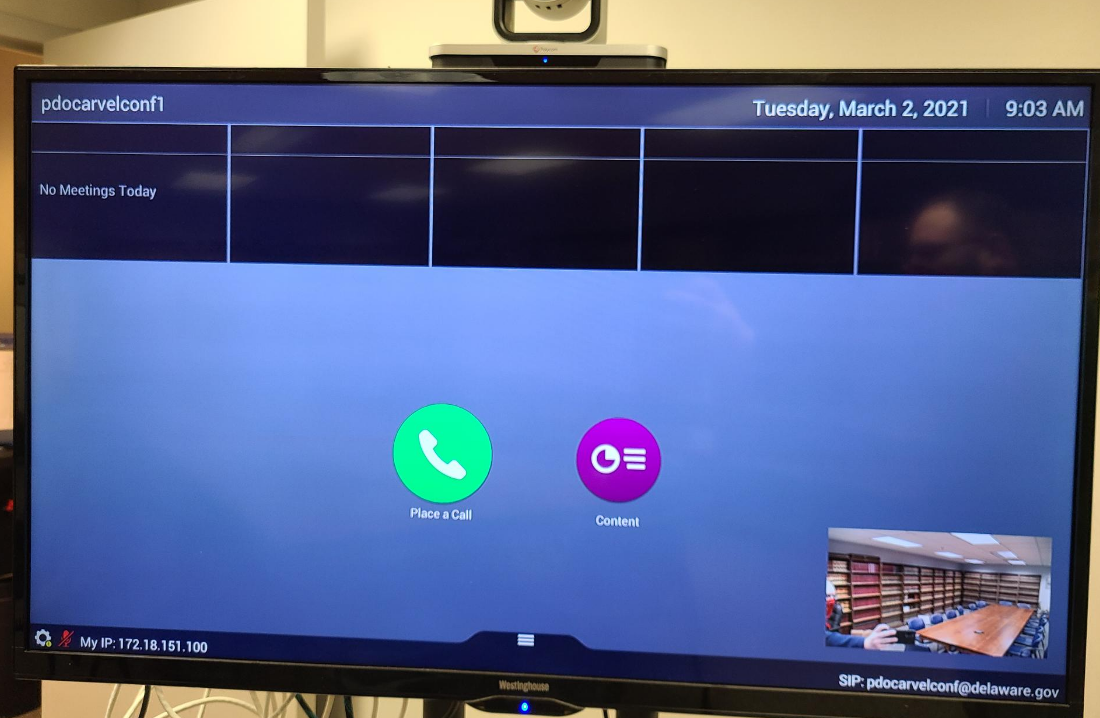 pdocarvelconf1
Tuesday, March 2, 2021 9:03 AM
No Meetings Today
Place a Call
Content
My IP: 172.18.151.100
SIP: pdocarvelconf@delaware.gov
Westinghouse